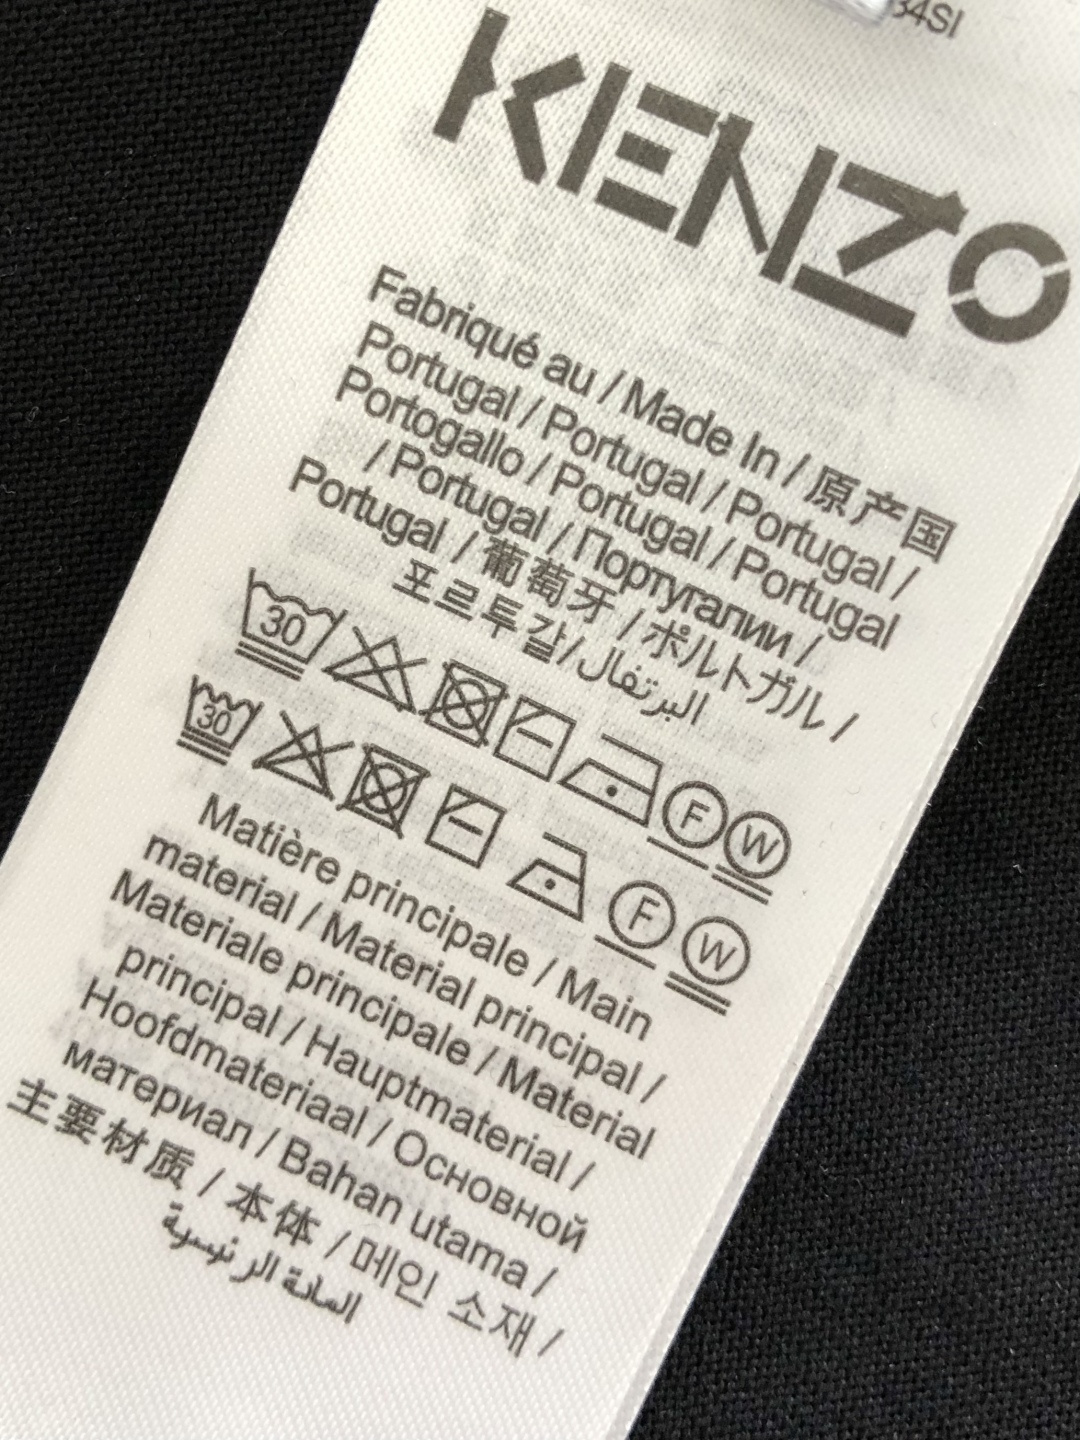 34SI
KENZO
Fabriqué au / Made In / 原产国
Portugal / Portugal / Portugal /
Portogallo / Portugal / Portugal
/ Portugal / Португалии /
Portugal / 葡萄牙 / ポルトガル /
포르투갈/البرتغال
30 F W
30 F W
Matière principale / Main
material / Material principal /
Materiale principale / Material
principal / Hauptmaterial /
Hoofdmateriaal / Основной
материал / Bahan utama /
主要材质 / 本体 / 메인 소재 /
المادة الرئيسية